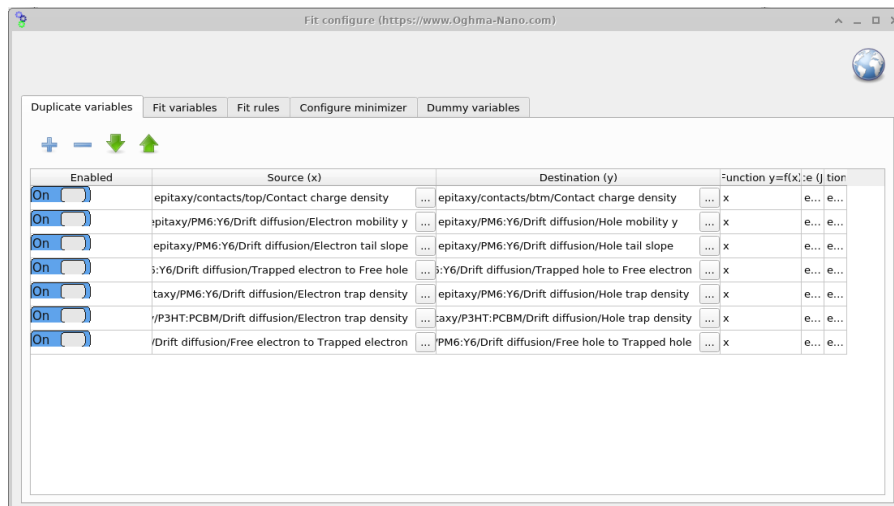 Fit configure (https://www.Oghma-Nano.com)
Duplicate variables Fit variables Fit rules Configure minimizer Dummy variables
Enabled Source (x) Destination (y) Function y=f(x) :e (J tion
On epitaxy/contacts/top/Contact charge density ... epitaxy/contacts/btm/Contact charge density ... x e... e...
On epitaxy/PM6:Y6/Drift diffusion/Electron mobility y ... epitaxy/PM6:Y6/Drift diffusion/Hole mobility y ... x e... e...
On epitaxy/PM6:Y6/Drift diffusion/Electron tail slope ... epitaxy/PM6:Y6/Drift diffusion/Hole tail slope ... x e... e...
On 6:Y6/Drift diffusion/Trapped electron to Free hole ... 6:Y6/Drift diffusion/Trapped hole to Free electron ... x e... e...
On taxy/PM6:Y6/Drift diffusion/Electron trap density ... epitaxy/PM6:Y6/Drift diffusion/Hole trap density ... x e... e...
On /P3HT:PCBM/Drift diffusion/Electron trap density ... taxy/P3HT:PCBM/Drift diffusion/Hole trap density ... x e... e...
On /Drift diffusion/Free electron to Trapped electron ... /PM6:Y6/Drift diffusion/Free hole to Trapped hole ... x e... e...